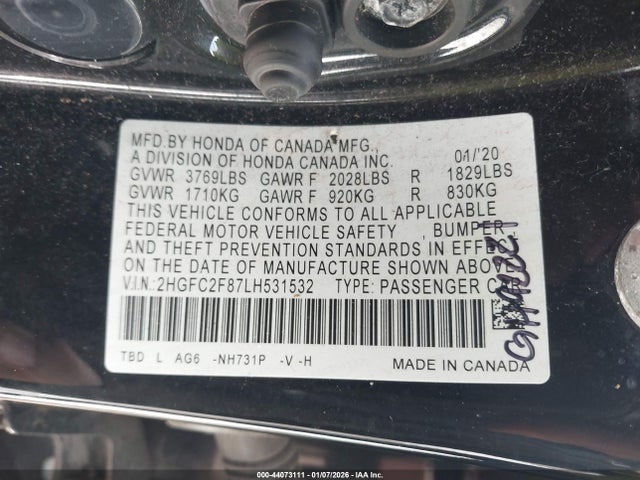 MFD.BY HONDA OF CANADA MFG.,
A DIVISION OF HONDA CANADA INC. 01/'20
GVWR 3769LBS GAWR F 2028LBS R 1829LBS
GVWR 1710KG GAWR F 920KG R 830KG
THIS VEHICLE CONFORMS TO ALL APPLICABLE
FEDERAL MOTOR VEHICLE SAFETY, BUMPER,
AND THEFT PREVENTION STANDARDS IN EFFECT
ON THE DATE OF MANUFACTURE SHOWN ABOVE.
V.I.N.:2HGFC2F87LH531532 TYPE: PASSENGER CAR
TBD L AG6 -NH731P -V-H
MADE IN CANADA
000-44073111 - 01/07/2026 - IAA Inc.